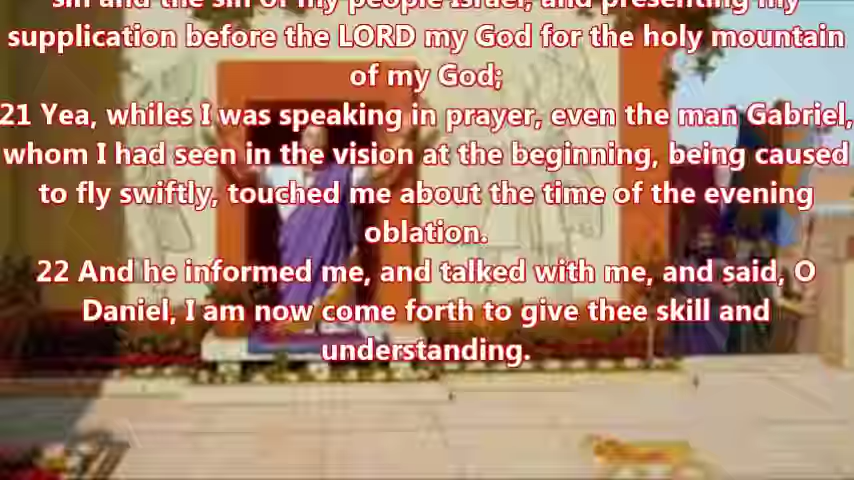 sin and the sin of my people Israel, and presenting my
supplication before the LORD my God for the holy mountain
of my God;
21 Yea, whiles I was speaking in prayer, even the man Gabriel,
whom I had seen in the vision at the beginning, being caused
to fly swiftly, touched me about the time of the evening
oblation.
22 And he informed me, and talked with me, and said, O
Daniel, I am now come forth to give thee skill and
understanding.